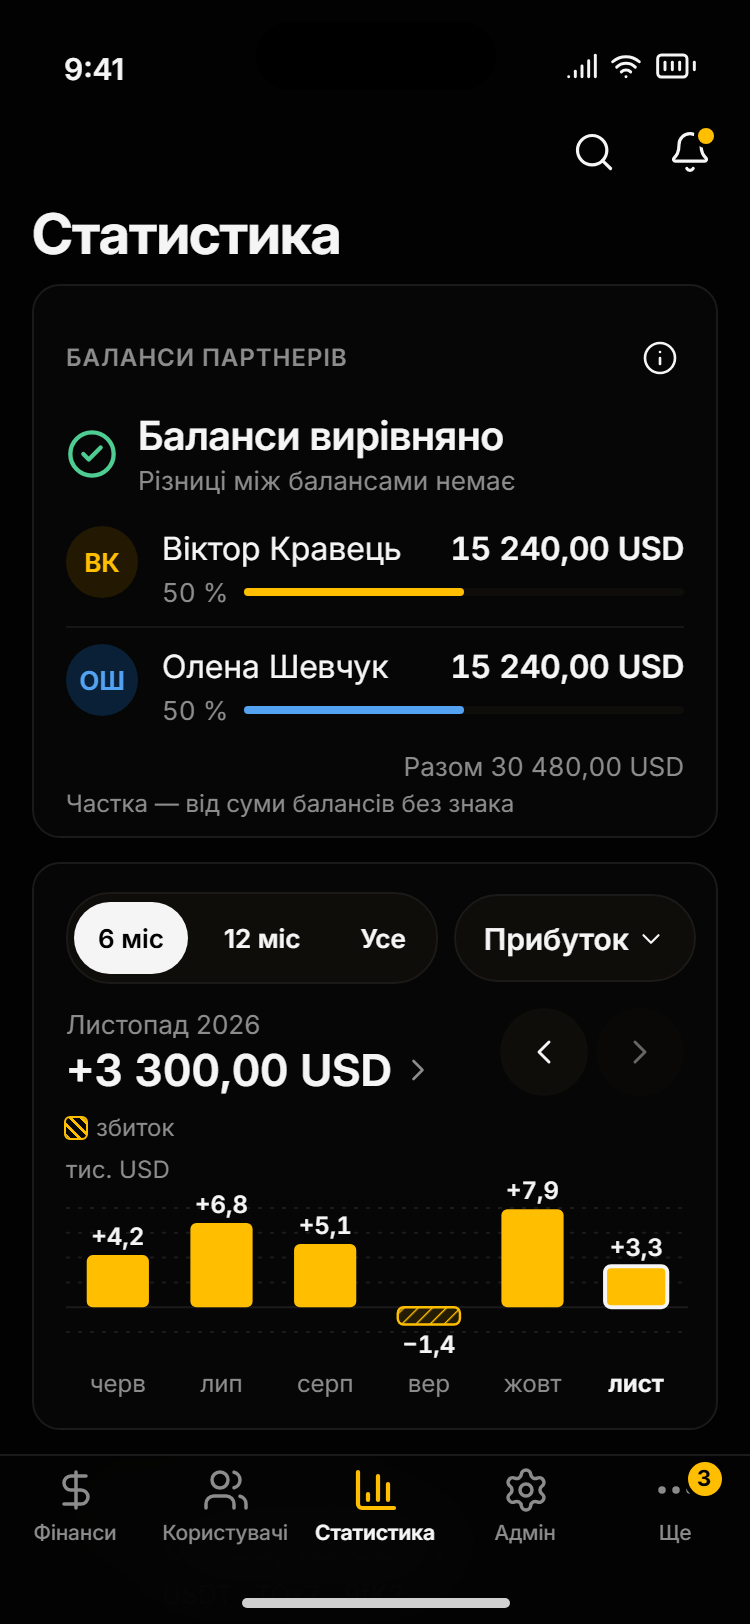 9:41
Статистика
БАЛАНСИ ПАРТНЕРІВ
Баланси вирівняно
Різниці між балансами немає
ВК Віктор Кравець 15 240,00 USD
50 %
ОШ Олена Шевчук 15 240,00 USD
50 %
Разом 30 480,00 USD
Частка — від суми балансів без знака
6 міс 12 міс Усе Прибуток
Листопад 2026
+3 300,00 USD
збиток
тис. USD
+4,2 +6,8 +5,1 −1,4 +7,9 +3,3
черв лип серп вер жовт лист
3
Фінанси Користувачі Статистика Адмін Ще